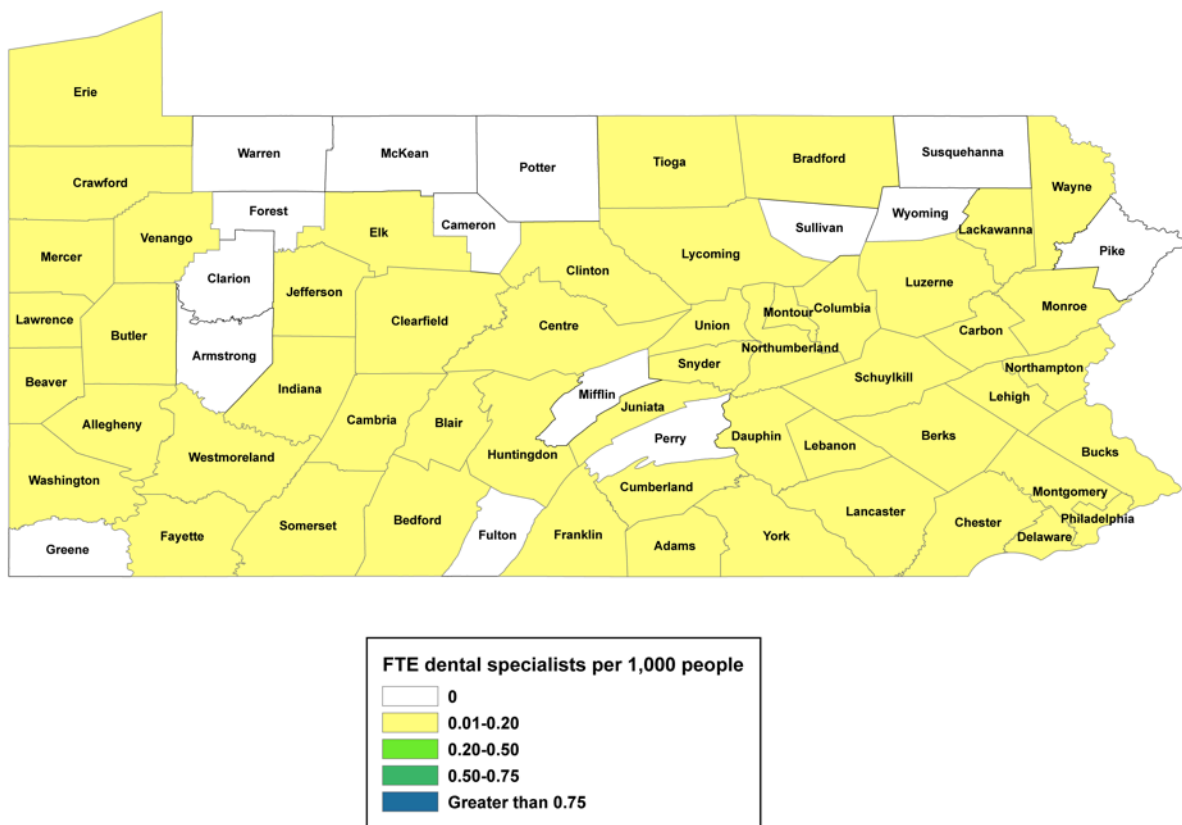 Erie
Warren
McKean
Potter
Tioga
Bradford
Susquehanna
Crawford
Wayne
Forest
Cameron
Wyoming
Lackawanna
Venango
Elk
Sullivan
Mercer
Lycoming
Pike
Clarion
Clinton
Jefferson
Luzerne
Lawrence
Butler
Clearfield
Centre
Union
Montour
Columbia
Monroe
Carbon
Armstrong
Northumberland
Snyder
Northampton
Beaver
Indiana
Mifflin
Schuylkill
Lehigh
Allegheny
Cambria
Blair
Juniata
Westmoreland
Huntingdon
Perry
Dauphin
Lebanon
Berks
Bucks
Washington
Cumberland
Montgomery
Greene
Fayette
Somerset
Bedford
Fulton
Franklin
Adams
York
Lancaster
Chester
Delaware
Philadelphia
FTE dental specialists per 1,000 people
0
0.01-0.20
0.20-0.50
0.50-0.75
Greater than 0.75